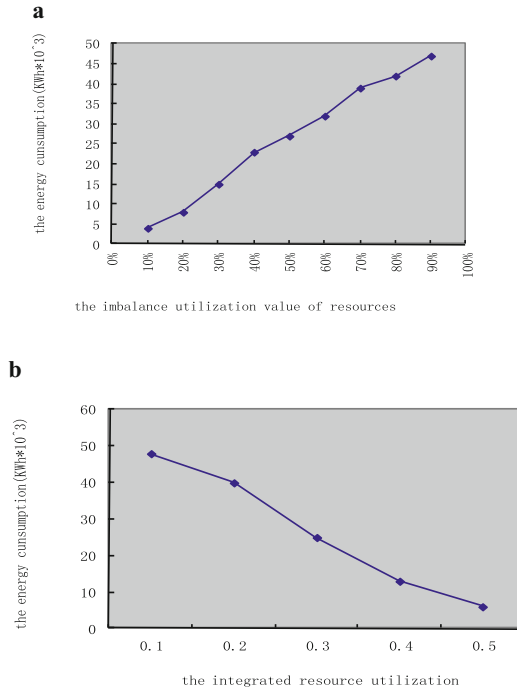 a
the energy cunsumption(KWh*10^3)
50
45
40
35
30
25
20
15
10
5
0
0% 10% 20% 30% 40% 50% 60% 70% 80% 90% 100%
the imbalance utilization value of resources
b
the energy cunsumption(KWh*10^3)
60
50
40
30
20
10
0
0.1 0.2 0.3 0.4 0.5
the integrated resource utilization